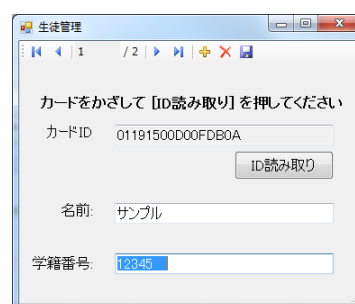 生徒管理
1 / 2
カードをかざして [ID読み取り] を押してください
カードID 01191500D00FDB0A
ID読み取り
名前: サンプル
学籍番号: 12345